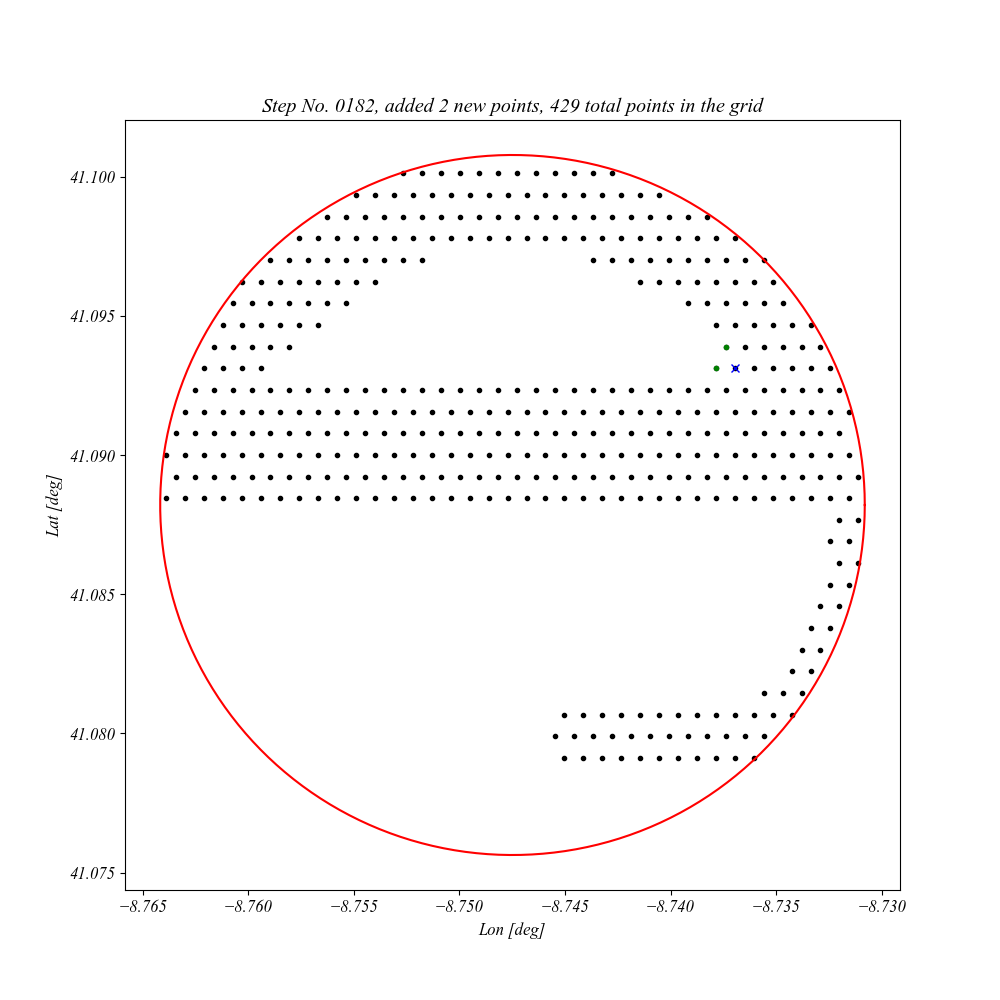 Step No. 0182, added 2 new points, 429 total points in the grid
41.100
41.095
41.090
41.085
41.080
41.075
Lat [deg]
−8.765 −8.760 −8.755 −8.750 −8.745 −8.740 −8.735 −8.730
Lon [deg]